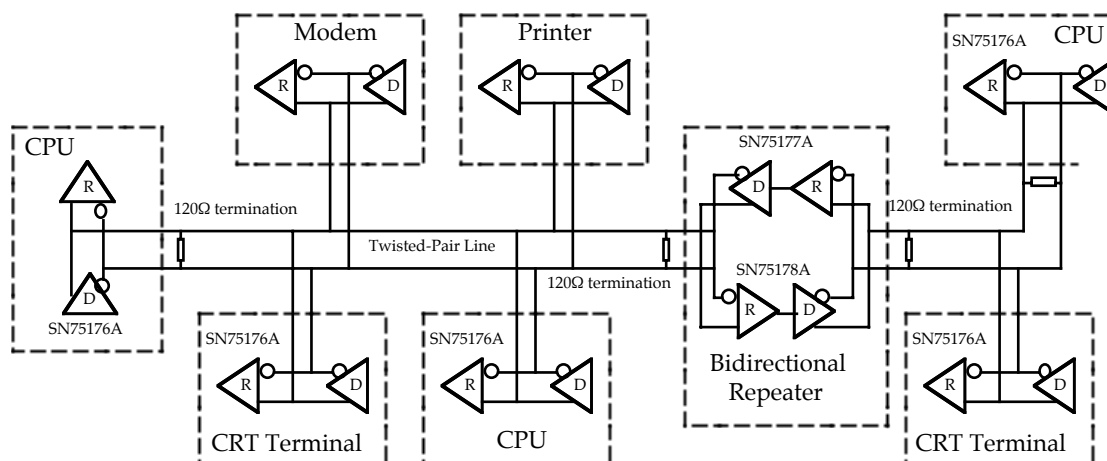 Modem
R
D
Printer
R
D
SN75176A
CPU
R
D
CPU
R
D
SN75176A
120Ω termination
Twisted-Pair Line
120Ω termination
SN75177A
D
R
SN75178A
R
D
Bidirectional
Repeater
120Ω termination
SN75176A
R
D
CRT Terminal
SN75176A
R
D
CPU
SN75176A
R
D
CRT Terminal